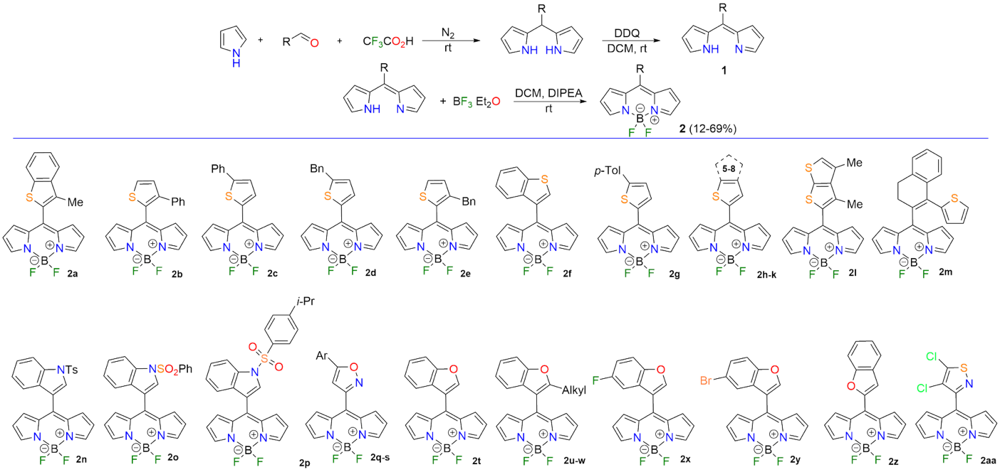 R
R
N2
DDQ
R
O
+
+
CF3CO2H
rt
NH
HN
DCM, rt
NH
N
N
H
1
R
R
NH
N
+ BF3 Et2O
DCM, DIPEA
rt
N
B
N
⊖
⊕
F
F
2 (12-69%)
S
Me
N
B
N
⊖
⊕
F
F
2a
S
Ph
N
B
N
⊖
⊕
F
F
2b
Ph
S
N
B
N
⊖
⊕
F
F
2c
Bn
S
N
B
N
⊖
⊕
F
F
2d
S
Bn
N
B
N
⊖
⊕
F
F
2e
S
N
B
N
⊖
⊕
F
F
2f
p-Tol
S
N
B
N
⊖
⊕
F
F
2g
5-8
S
N
B
N
⊖
⊕
F
F
2h-k
S
Me
S
Me
N
B
N
⊖
⊕
F
F
2l
S
N
B
N
⊖
⊕
F
F
2m
NTs
N
B
N
⊖
⊕
F
F
2n
NSO2Ph
N
B
N
⊖
⊕
F
F
2o
i-Pr
O
S
O
N
N
B
N
⊖
⊕
F
F
2p
Ar
O
N
N
B
N
⊖
⊕
F
F
2q-s
O
N
B
N
⊖
⊕
F
F
2t
O
Alkyl
N
B
N
⊖
⊕
F
F
2u-w
F
O
N
B
N
⊖
⊕
F
F
2x
Br
O
N
B
N
⊖
⊕
F
F
2y
O
N
B
N
⊖
⊕
F
F
2z
Cl
S
Cl
N
N
B
N
⊖
⊕
F
F
2aa